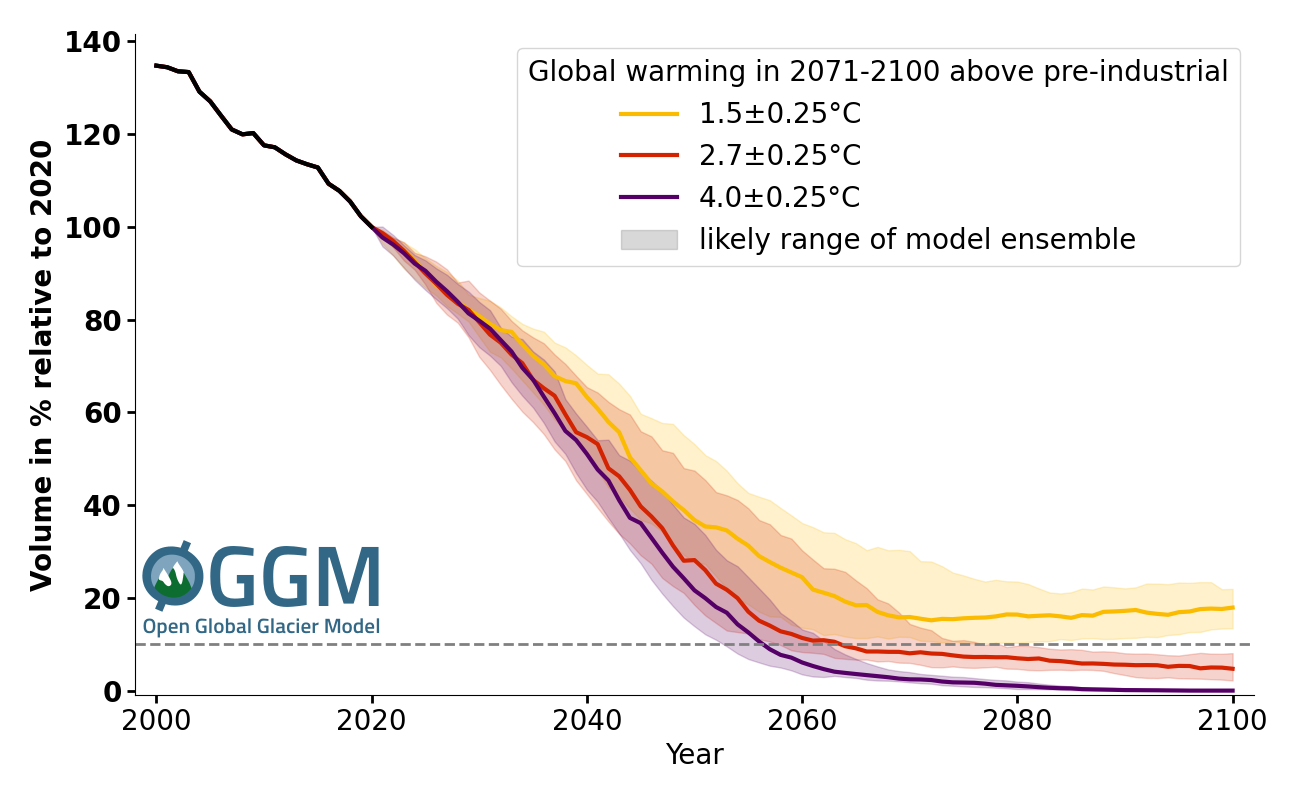 140
120
100
80
60
40
20
0
Volume in % relative to 2020
Global warming in 2071-2100 above pre-industrial
1.5±0.25°C
2.7±0.25°C
4.0±0.25°C
likely range of model ensemble
OGGM
Open Global Glacier Model
2000 2020 2040 2060 2080 2100
Year